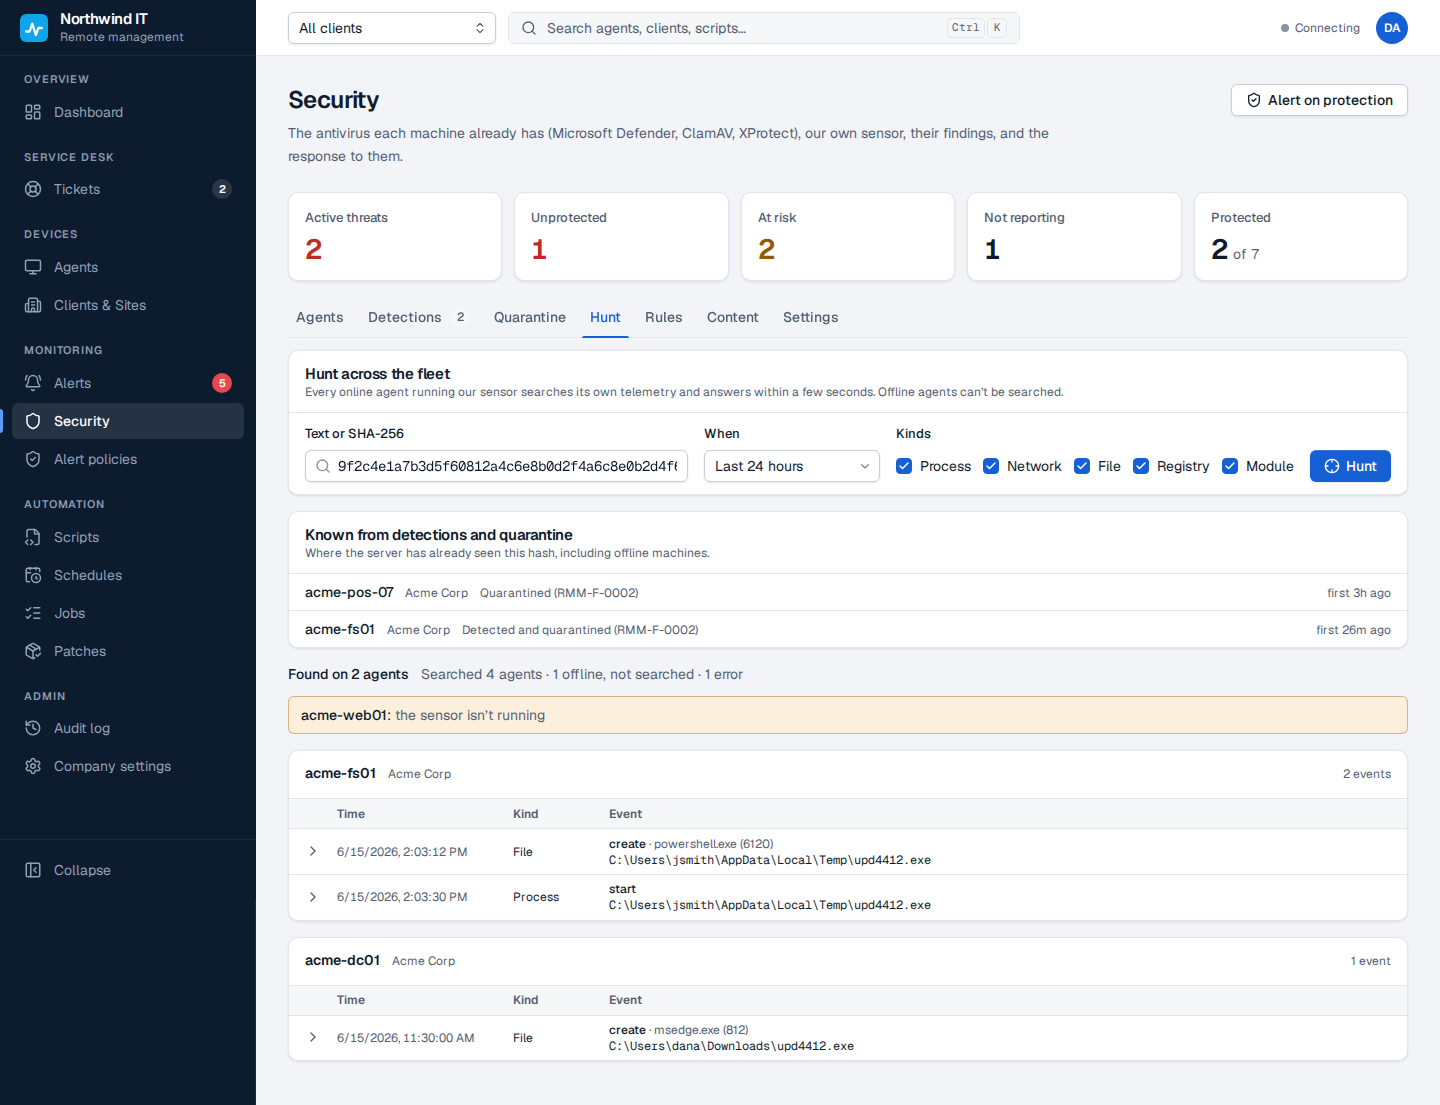 Northwind IT
Remote management
All clients
Search agents, clients, scripts...
Ctrl K
Connecting
DA
OVERVIEW
Dashboard
SERVICE DESK
Tickets 2
DEVICES
Agents
Clients & Sites
MONITORING
Alerts 5
Security
Alert policies
AUTOMATION
Scripts
Schedules
Jobs
Patches
ADMIN
Audit log
Company settings
Collapse
Security
Alert on protection
The antivirus each machine already has (Microsoft Defender, ClamAV, XProtect), our own sensor, their findings, and the
response to them.
Active threats
2
Unprotected
1
At risk
2
Not reporting
1
Protected
2 of 7
Agents Detections 2 Quarantine Hunt Rules Content Settings
Hunt across the fleet
Every online agent running our sensor searches its own telemetry and answers within a few seconds. Offline agents can't be searched.
Text or SHA-256 When Kinds
9f2c4e1a7b3d5f60812a4c6e8b0d2f4a6c8e0b2d4f6 Last 24 hours Process Network File Registry Module Hunt
Known from detections and quarantine
Where the server has already seen this hash, including offline machines.
acme-pos-07 Acme Corp Quarantined (RMM-F-0002) first 3h ago
acme-fs01 Acme Corp Detected and quarantined (RMM-F-0002) first 26m ago
Found on 2 agents Searched 4 agents · 1 offline, not searched · 1 error
acme-web01: the sensor isn't running
acme-fs01 Acme Corp 2 events
Time Kind Event
6/15/2026, 2:03:12 PM File create · powershell.exe (6120)
C:\Users\jsmith\AppData\Local\Temp\upd4412.exe
6/15/2026, 2:03:30 PM Process start
C:\Users\jsmith\AppData\Local\Temp\upd4412.exe
acme-dc01 Acme Corp 1 event
Time Kind Event
6/15/2026, 11:30:00 AM File create · msedge.exe (812)
C:\Users\dana\Downloads\upd4412.exe